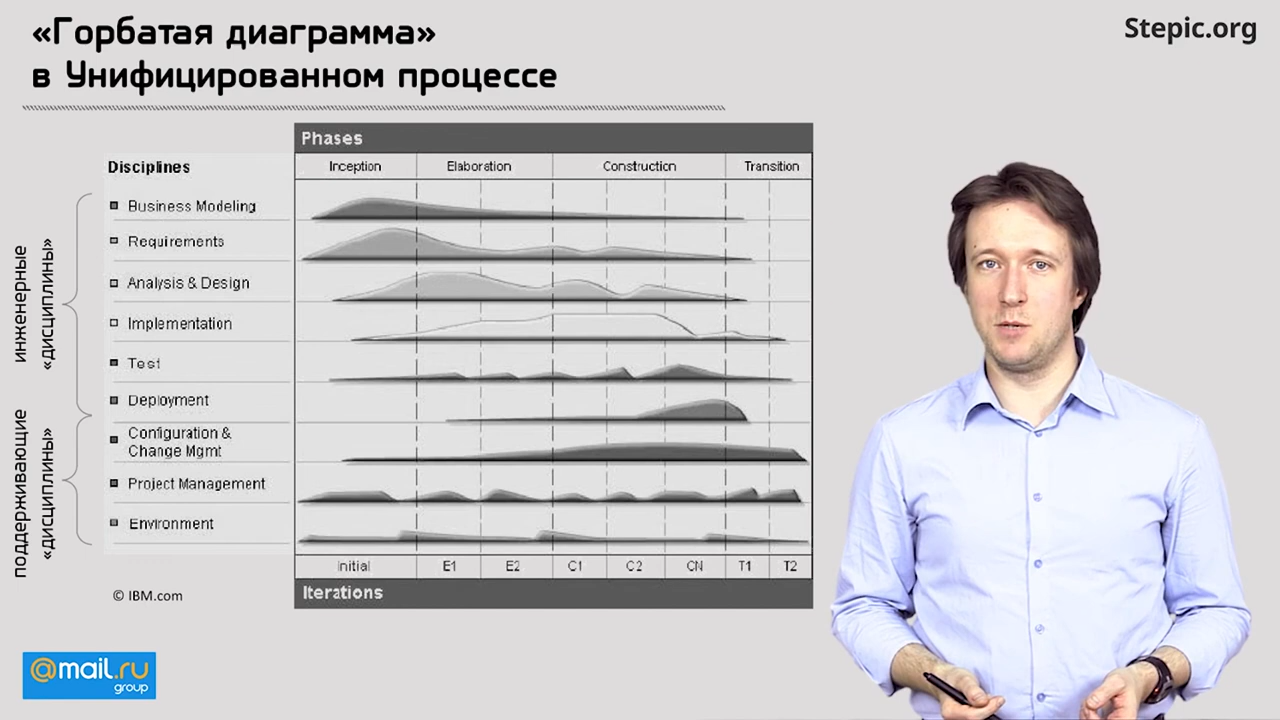 «Горбатая диаграмма»
в Унифицированном процессе
Stepic.org
Phases
Disciplines
Inception
Elaboration
Construction
Transition
Business Modeling
Requirements
Analysis & Design
Implementation
Test
Deployment
Configuration &
Change Mgmt
Project Management
Environment
инженерные
«дисциплины»
поддерживающие
«дисциплины»
Initial
E1
E2
C1
C2
CN
T1
T2
Iterations
© IBM.com
@mail.ru
group